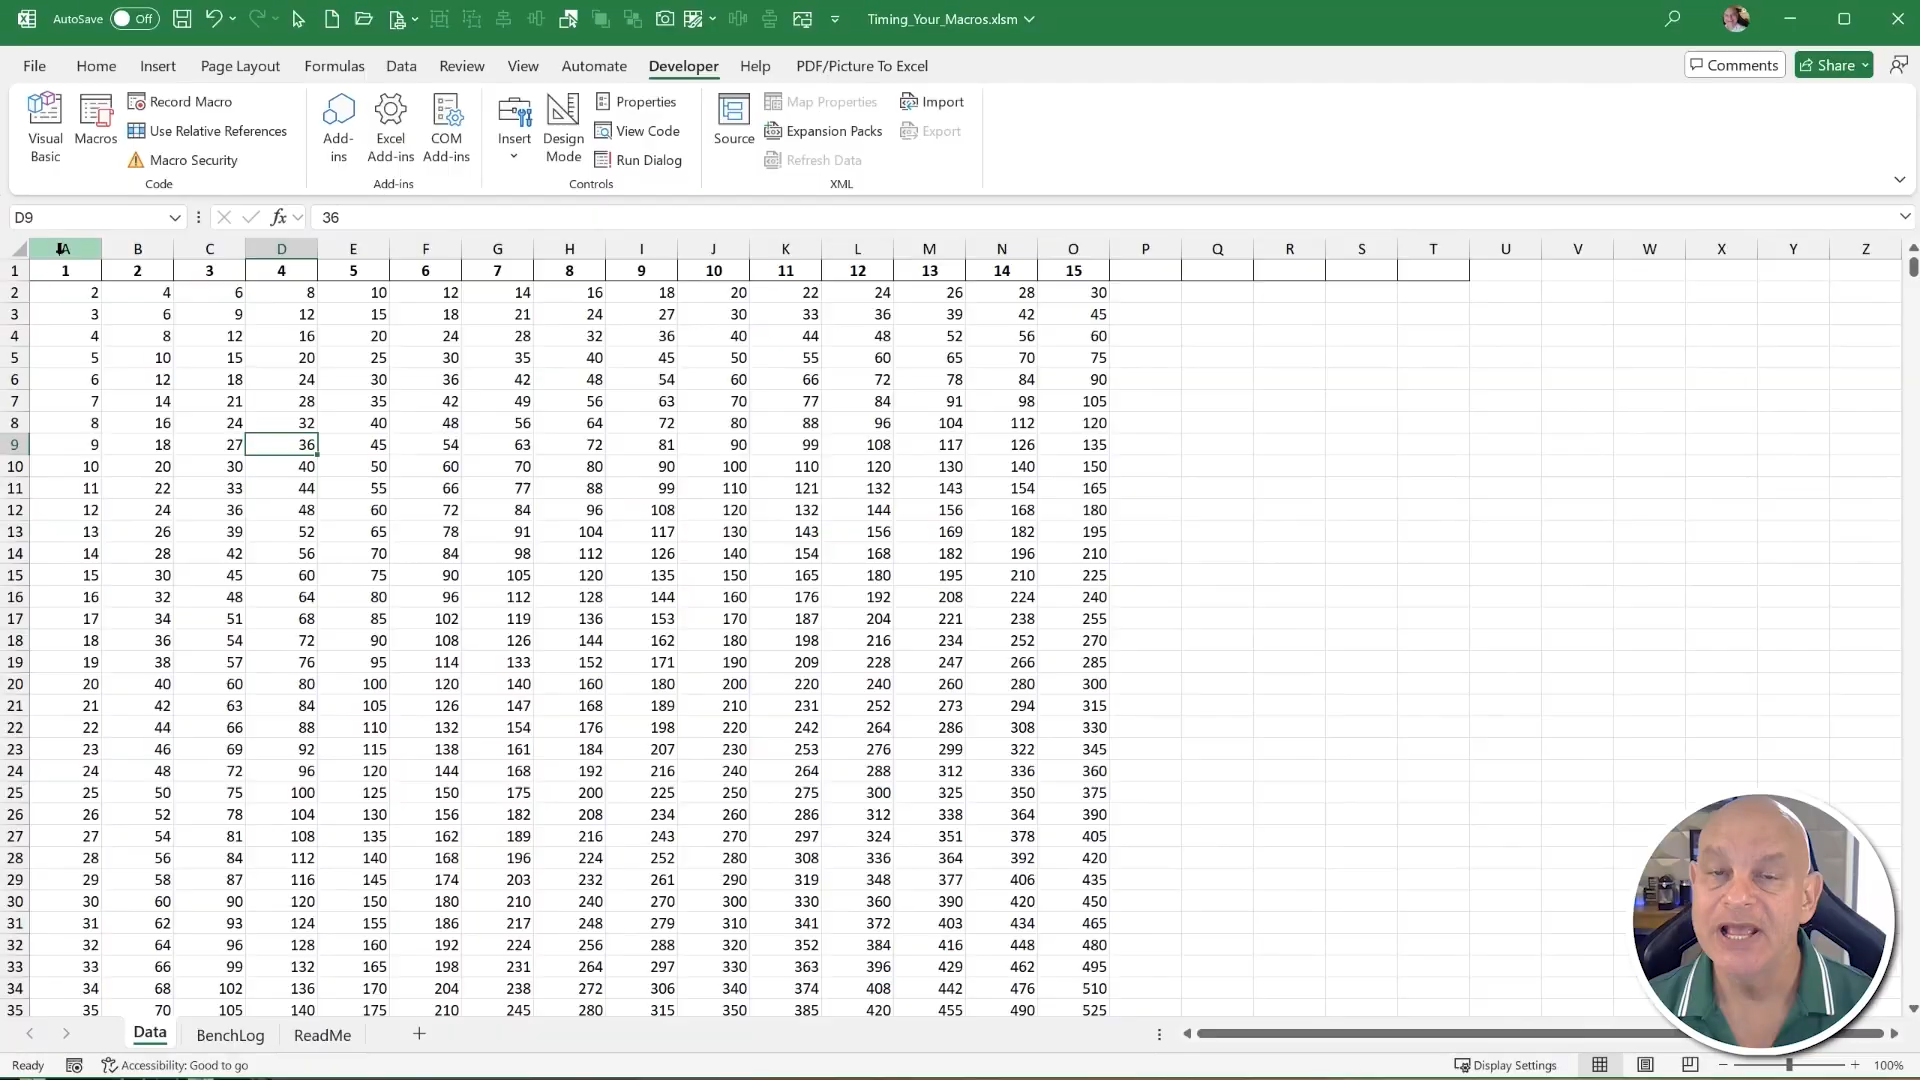 AutoSave Off Timing_Your_Macros.xlsm
File Home Insert Page Layout Formulas Data Review View Automate Developer Help PDF/Picture To Excel Comments Share
Visual Basic Macros Record Macro Use Relative References Macro Security Code
Add-ins Excel Add-ins COM Add-ins Add-ins
Insert Design Mode Properties View Code Run Dialog Controls
Source Map Properties Expansion Packs Refresh Data Import Export XML
D9 fx 36
A B C D E F G H I J K L M N O P Q R S T U V W X Y Z
1 1 2 3 4 5 6 7 8 9 10 11 12 13 14 15
2 2 4 6 8 10 12 14 16 18 20 22 24 26 28 30
3 3 6 9 12 15 18 21 24 27 30 33 36 39 42 45
4 4 8 12 16 20 24 28 32 36 40 44 48 52 56 60
5 5 10 15 20 25 30 35 40 45 50 55 60 65 70 75
6 6 12 18 24 30 36 42 48 54 60 66 72 78 84 90
7 7 14 21 28 35 42 49 56 63 70 77 84 91 98 105
8 8 16 24 32 40 48 56 64 72 80 88 96 104 112 120
9 9 18 27 36 45 54 63 72 81 90 99 108 117 126 135
10 10 20 30 40 50 60 70 80 90 100 110 120 130 140 150
11 11 22 33 44 55 66 77 88 99 110 121 132 143 154 165
12 12 24 36 48 60 72 84 96 108 120 132 144 156 168 180
13 13 26 39 52 65 78 91 104 117 130 143 156 169 182 195
14 14 28 42 56 70 84 98 112 126 140 154 168 182 196 210
15 15 30 45 60 75 90 105 120 135 150 165 180 195 210 225
16 16 32 48 64 80 96 112 128 144 160 176 192 208 224 240
17 17 34 51 68 85 102 119 136 153 170 187 204 221 238 255
18 18 36 54 72 90 108 126 144 162 180 198 216 234 252 270
19 19 38 57 76 95 114 133 152 171 190 209 228 247 266 285
20 20 40 60 80 100 120 140 160 180 200 220 240 260 280 300
21 21 42 63 84 105 126 147 168 189 210 231 252 273 294 315
22 22 44 66 88 110 132 154 176 198 220 242 264 286 308 330
23 23 46 69 92 115 138 161 184 207 230 253 276 299 322 345
24 24 48 72 96 120 144 168 192 216 240 264 288 312 336 360
25 25 50 75 100 125 150 175 200 225 250 275 300 325 350 375
26 26 52 78 104 130 156 182 208 234 260 286 312 338 364 390
27 27 54 81 108 135 162 189 216 243 270 297 324 351 378 405
28 28 56 84 112 140 168 196 224 252 280 308 336 364 392 420
29 29 58 87 116 145 174 203 232 261 290 319 348 377 406 435
30 30 60 90 120 150 180 210 240 270 300 330 360 390 420 450
31 31 62 93 124 155 186 217 248 279 310 341 372 403 434 465
32 32 64 96 128 160 192 224 256 288 320 352 384 416 448 480
33 33 66 99 132 165 198 231 264 297 330 363 396 429 462 495
34 34 68 102 136 170 204 238 272 306 340 374 408 442 476 510
35 35 70 105 140 175 210 245 280 315 350 385 420 455 490 525
Data BenchLog ReadMe
Ready Accessibility: Good to go Display Settings 100%